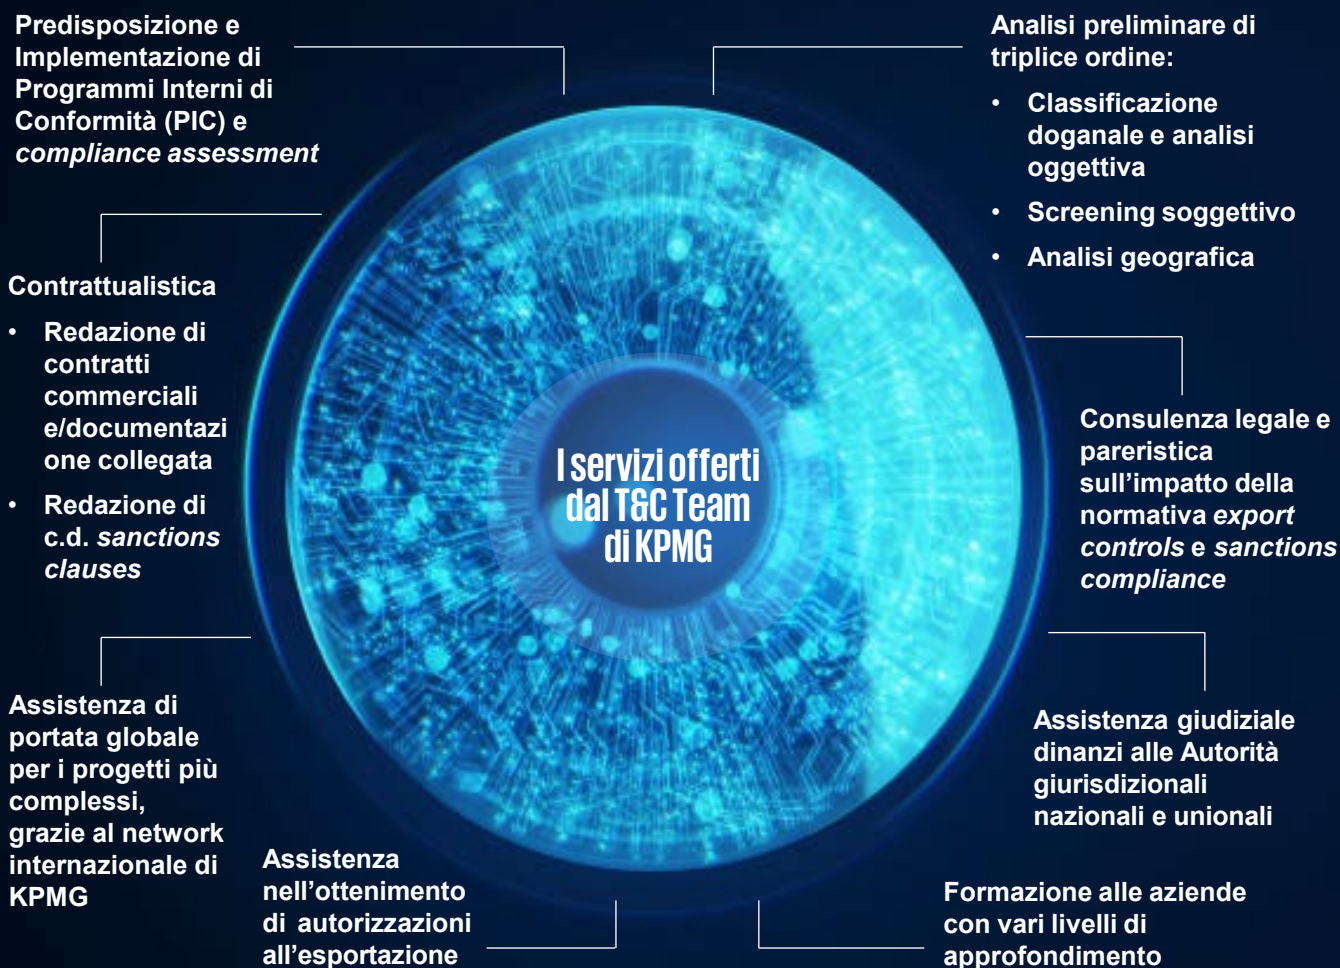 Predisposizione e
Implementazione di
Programmi Interni di
Conformità (PIC) e
compliance assessment
Contrattualistica
• Redazione di
contratti
commerciali
e/documentazi
one collegata
• Redazione di
c.d. sanctions
clauses
Assistenza di
portata globale
per i progetti più
complessi,
grazie al network
internazionale di
KPMG
Assistenza
nell’ottenimento
di autorizzazioni
all’esportazione
I servizi offerti
dal T&C Team
di KPMG
Analisi preliminare di
triplice ordine:
• Classificazione
doganale e analisi
oggettiva
• Screening soggettivo
• Analisi geografica
Consulenza legale e
pareristica
sull’impatto della
normativa export
controls e sanctions
compliance
Assistenza giudiziale
dinanzi alle Autorità
giurisdizionali
nazionali e unionali
Formazione alle aziende
con vari livelli di
approfondimento